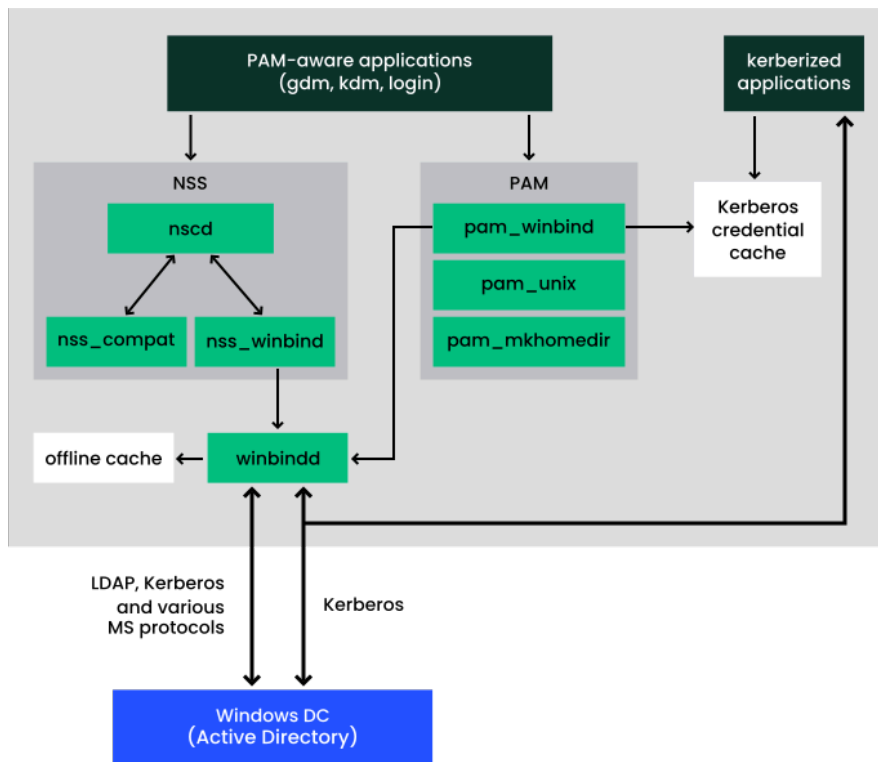 PAM-aware applications
(gdm, kdm, login)
kerberized
applications
NSS
PAM
nscd
pam_winbind
Kerberos
credential
cache
pam_unix
nss_compat
nss_winbind
pam_mkhomedir
offline cache
winbindd
LDAP, Kerberos
and various
MS protocols
Kerberos
Windows DC
(Active Directory)